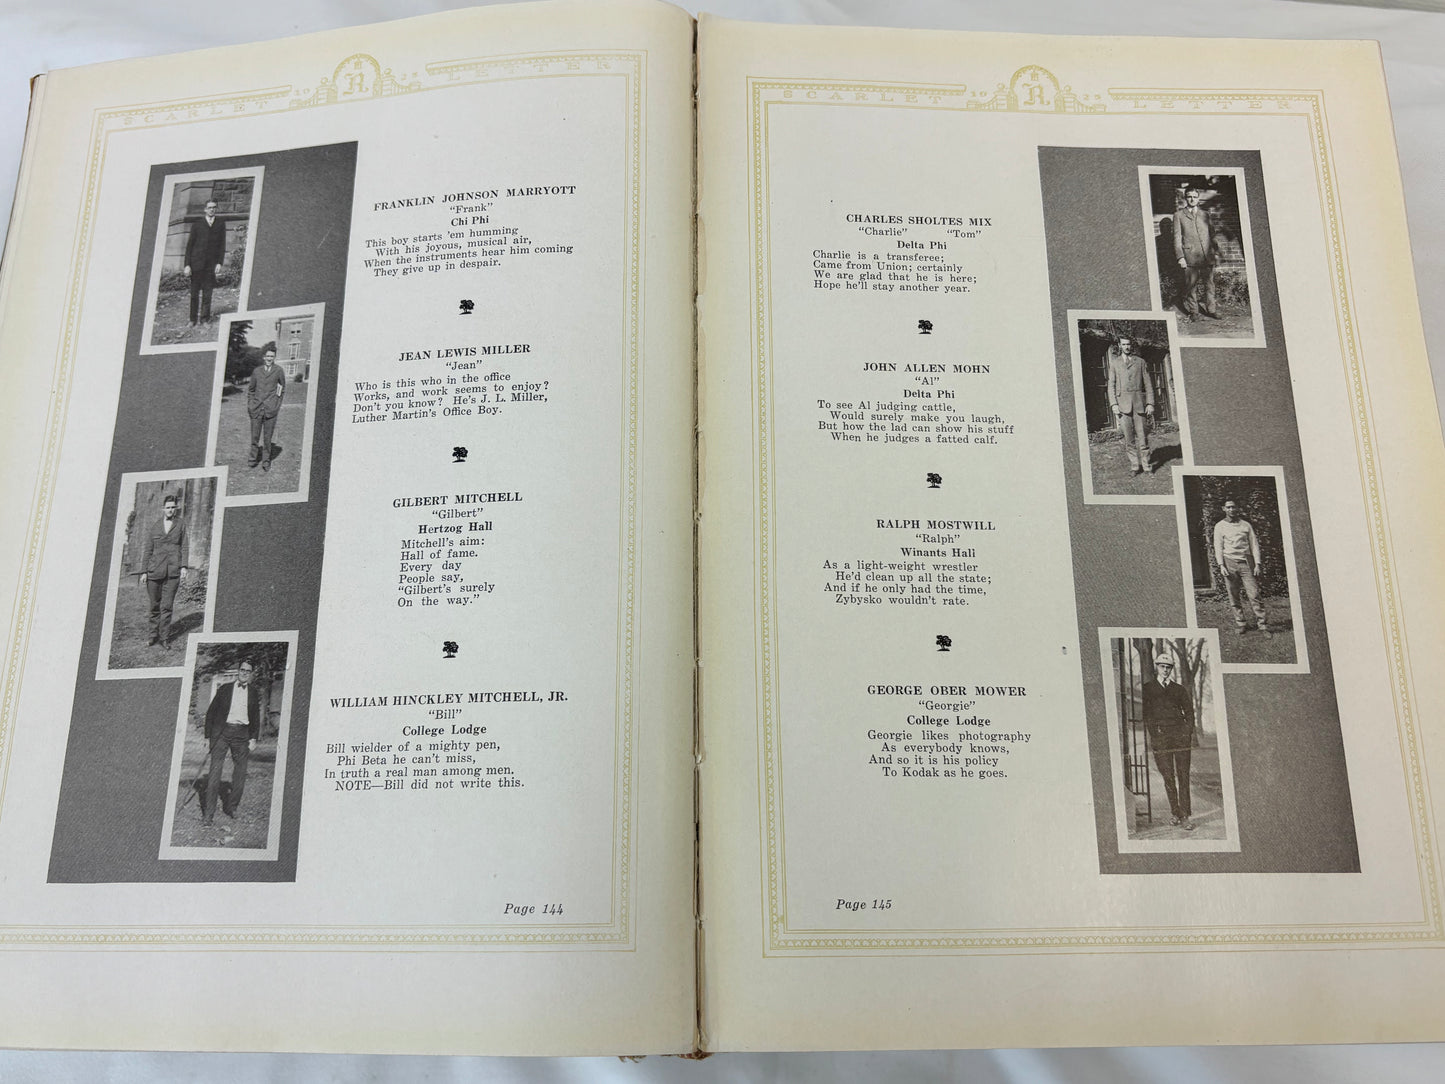 SCARLET 19 R 25 LETTER
FRANKLIN JOHNSON MARRYOTT
"Frank"
Chi Phi
This boy starts 'em humming
With his joyous, musical air,
When the instruments hear him coming
They give up in despair.
JEAN LEWIS MILLER
"Jean"
Who is this who in the office
Works, and work seems to enjoy?
Don't you know? He's J. L. Miller,
Luther Martin's Office Boy.
GILBERT MITCHELL
"Gilbert"
Hertzog Hall
Mitchell's aim:
Hall of fame.
Every day
People say,
"Gilbert's surely
On the way."
WILLIAM HINCKLEY MITCHELL, JR.
"Bill"
College Lodge
Bill wielder of a mighty pen,
Phi Beta he can't miss,
In truth a real man among men.
NOTE—Bill did not write this.
Page 144
SCARLET 19 R 25 LETTER
CHARLES SHOLTES MIX
"Charlie" "Tom"
Delta Phi
Charlie is a transferee;
Came from Union; certainly
We are glad that he is here;
Hope he'll stay another year.
JOHN ALLEN MOHN
"Al"
Delta Phi
To see Al judging cattle,
Would surely make you laugh,
But how the lad can show his stuff
When he judges a fatted calf.
RALPH MOSTWILL
"Ralph"
Winants Hall
As a light-weight wrestler
He'd clean up all the state;
And if he only had the time,
Zybysko wouldn't rate.
GEORGE OBER MOWER
"Georgie"
College Lodge
Georgie likes photography
As everybody knows,
And so it is his policy
To Kodak as he goes.
Page 145